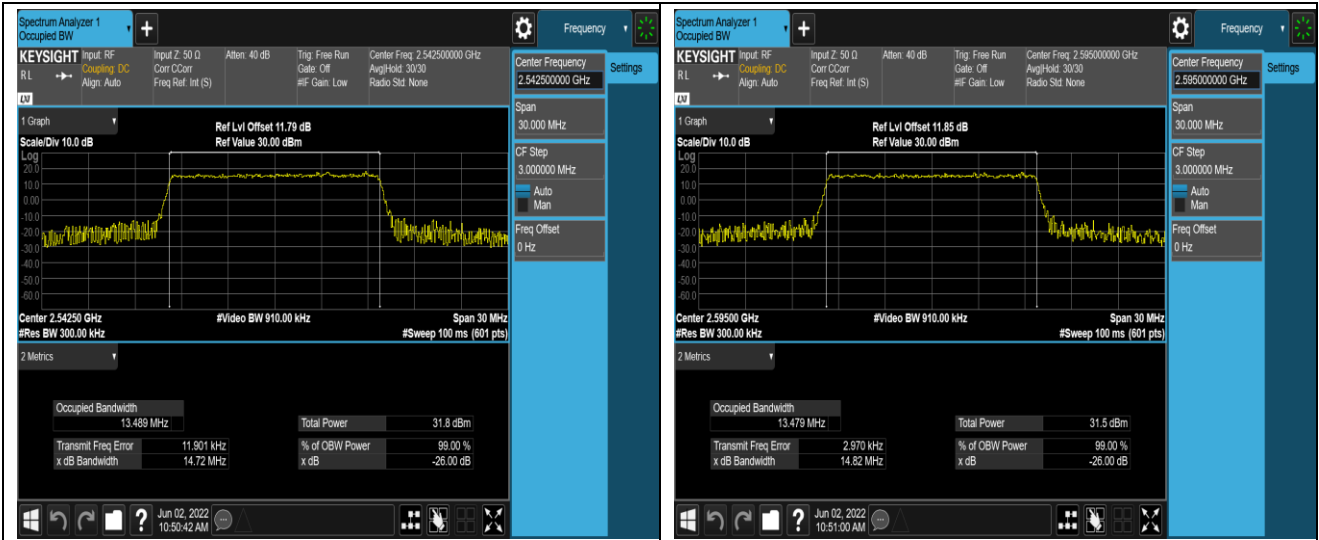 Spectrum Analyzer 1
Occupied BW
+
Frequency
KEYSIGHT
Input: RF
Coupling: DC
Align: Auto
Input Z: 50 Ω
Corr CCorr
Freq Ref: Int (S)
Atten: 40 dB
Trig: Free Run
Gate: Off
#IF Gain: Low
Center Freq: 2.542500000 GHz
Avg|Hold: 30/30
Radio Std: None
RL
LXI
Center Frequency
2.542500000 GHz
Settings
Span
30.000 MHz
CF Step
3.000000 MHz
Auto
Man
Freq Offset
0 Hz
1 Graph
Scale/Div 10.0 dB
Ref Lvl Offset 11.79 dB
Ref Value 30.00 dBm
Log
20.0
10.0
0.00
-10.0
-20.0
-30.0
-40.0
-50.0
-60.0
Center 2.54250 GHz
#Video BW 910.00 kHz
Span 30 MHz
#Res BW 300.00 kHz
#Sweep 100 ms (601 pts)
2 Metrics
Occupied Bandwidth
13.489 MHz
Total Power 31.8 dBm
Transmit Freq Error 11.901 kHz
% of OBW Power 99.00 %
x dB Bandwidth 14.72 MHz
x dB -26.00 dB
?
Jun 02, 2022
10:50:42 AM
Spectrum Analyzer 1
Occupied BW
+
Frequency
KEYSIGHT
Input: RF
Coupling: DC
Align: Auto
Input Z: 50 Ω
Corr CCorr
Freq Ref: Int (S)
Atten: 40 dB
Trig: Free Run
Gate: Off
#IF Gain: Low
Center Freq: 2.595000000 GHz
Avg|Hold: 30/30
Radio Std: None
RL
LXI
Center Frequency
2.595000000 GHz
Settings
Span
30.000 MHz
CF Step
3.000000 MHz
Auto
Man
Freq Offset
0 Hz
1 Graph
Scale/Div 10.0 dB
Ref Lvl Offset 11.85 dB
Ref Value 30.00 dBm
Log
20.0
10.0
0.00
-10.0
-20.0
-30.0
-40.0
-50.0
-60.0
Center 2.59500 GHz
#Video BW 910.00 kHz
Span 30 MHz
#Res BW 300.00 kHz
#Sweep 100 ms (601 pts)
2 Metrics
Occupied Bandwidth
13.479 MHz
Total Power 31.5 dBm
Transmit Freq Error 2.970 kHz
% of OBW Power 99.00 %
x dB Bandwidth 14.82 MHz
x dB -26.00 dB
?
Jun 02, 2022
10:51:00 AM